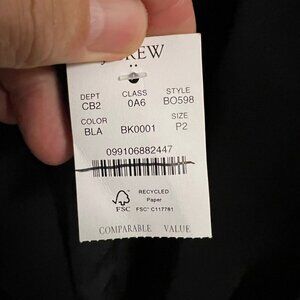 J.CREW
DEPT CLASS STYLE
CB2 0A6 BO598
COLOR SIZE
BLA BK0001 P2
099106882447
FSC
RECYCLED
Paper
FSC® C117781
COMPARABLE VALUE